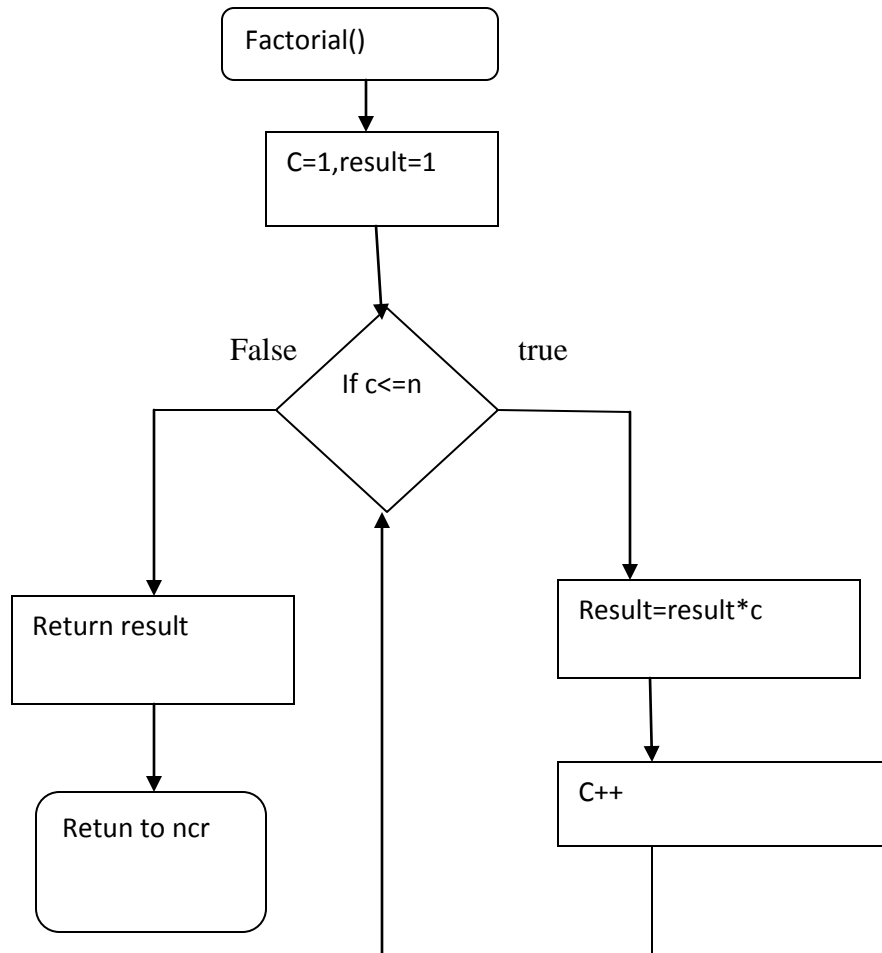 Factorial()
C=1,result=1
False
true
If c<=n
Return result
Result=result*c
C++
Retun to ncr